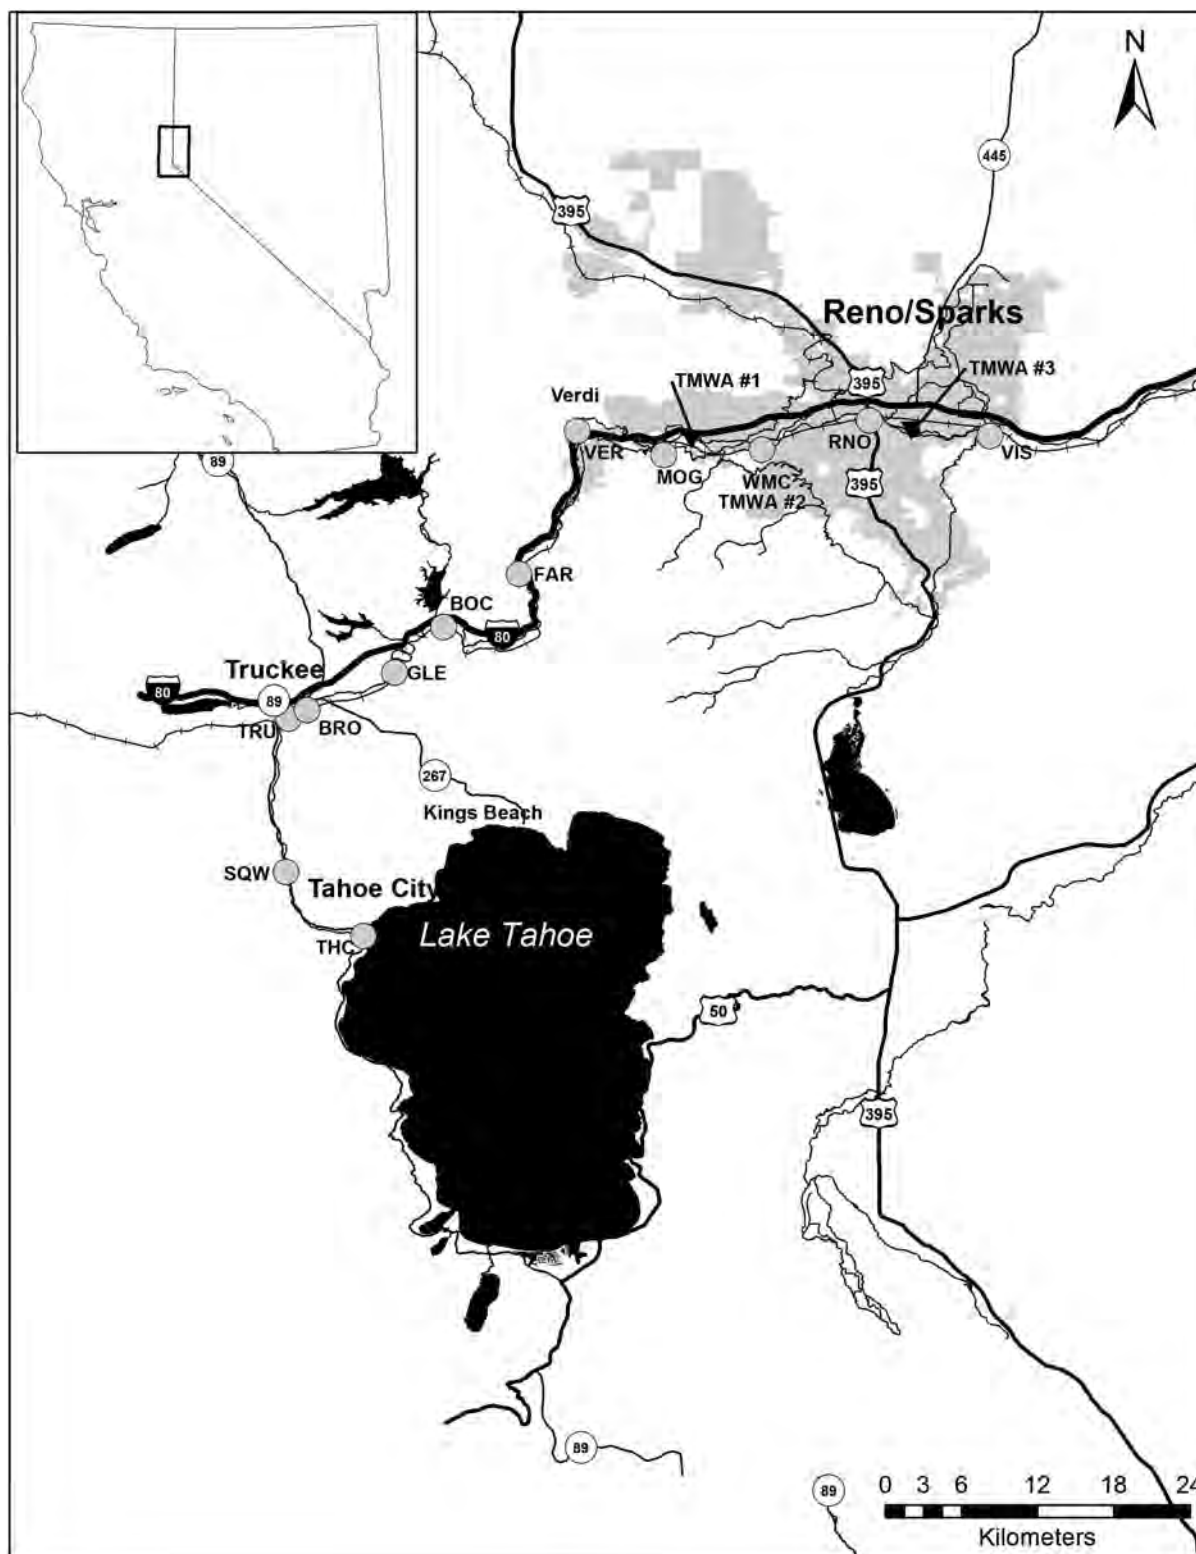 N
445
395
Reno/Sparks
TMWA #1
395
TMWA #3
Verdi
VER
RNO
VIS
MOG
WMC
TMWA #2
395
89
FAR
BOC
80
Truckee
GLE
80
89
TRU
BRO
267
Kings Beach
SQW
Tahoe City
THC
Lake Tahoe
50
395
89
89
0 3 6 12 18 24
Kilometers